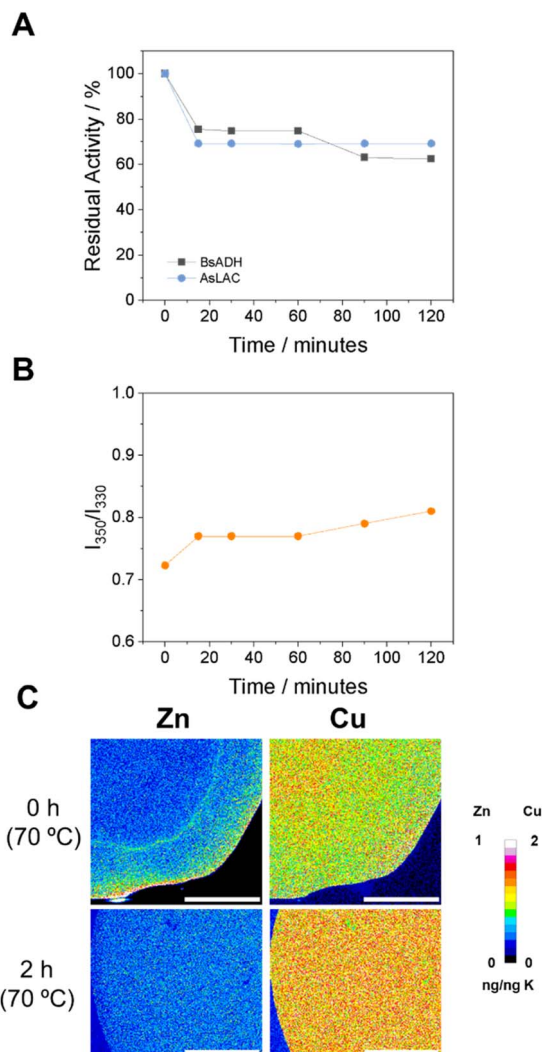 A
Residual Activity / %
100
80
60
40
20
0
BsADH
AsLAC
0 20 40 60 80 100 120
Time / minutes
B
I350/I330
1.0
0.9
0.8
0.7
0.6
0 20 40 60 80 100 120
Time / minutes
C
Zn Cu
0 h
(70 ºC)
2 h
(70 ºC)
Zn Cu
1 2
0 0
ng/ng K